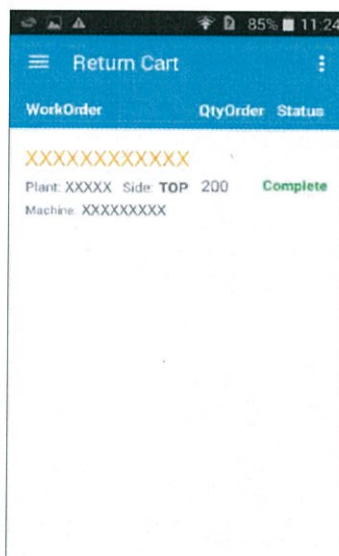 85% 11:24
Return Cart
WorkOrder QtyOrder Status
XXXXXXXXXXXX
Plant: XXXXX Side: TOP 200 Complete
Machine: XXXXXXXXX